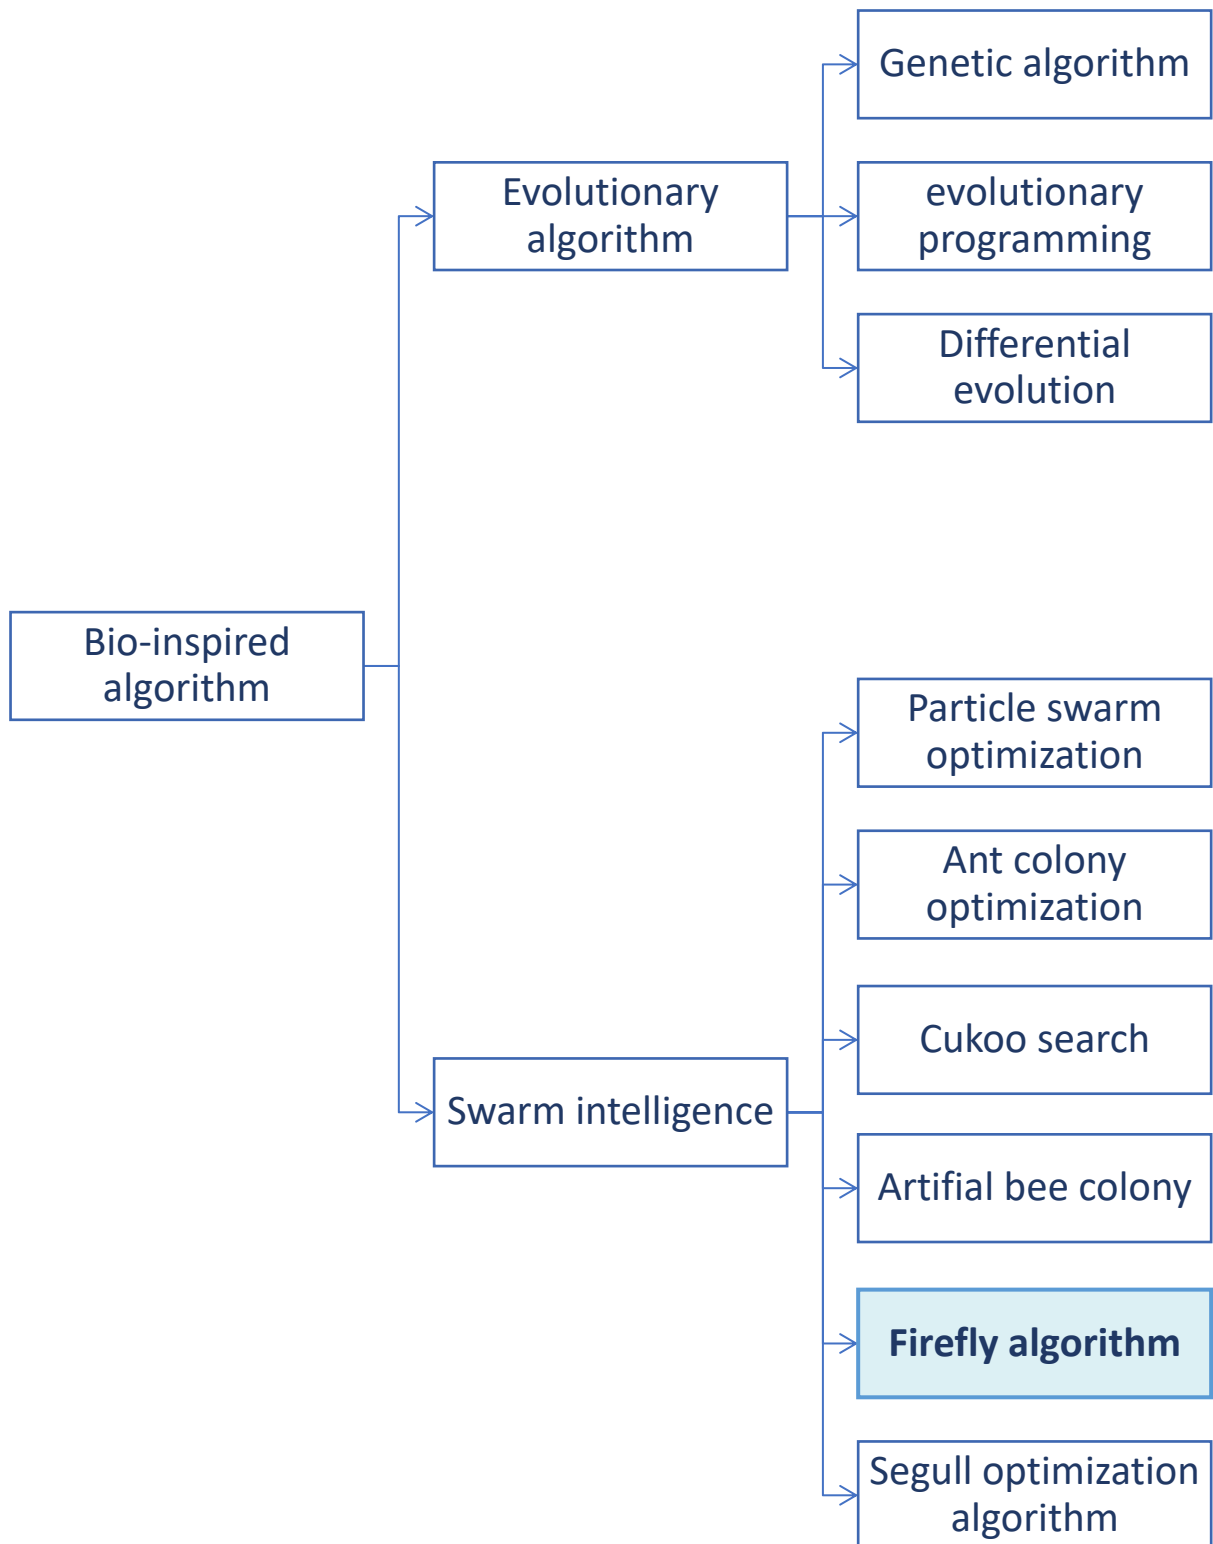 Genetic algorithm
Evolutionary
algorithm
evolutionary
programming
Differential
evolution
Bio-inspired
algorithm
Particle swarm
optimization
Ant colony
optimization
Cukoo search
Swarm intelligence
Artifial bee colony
Firefly algorithm
Segull optimization
algorithm